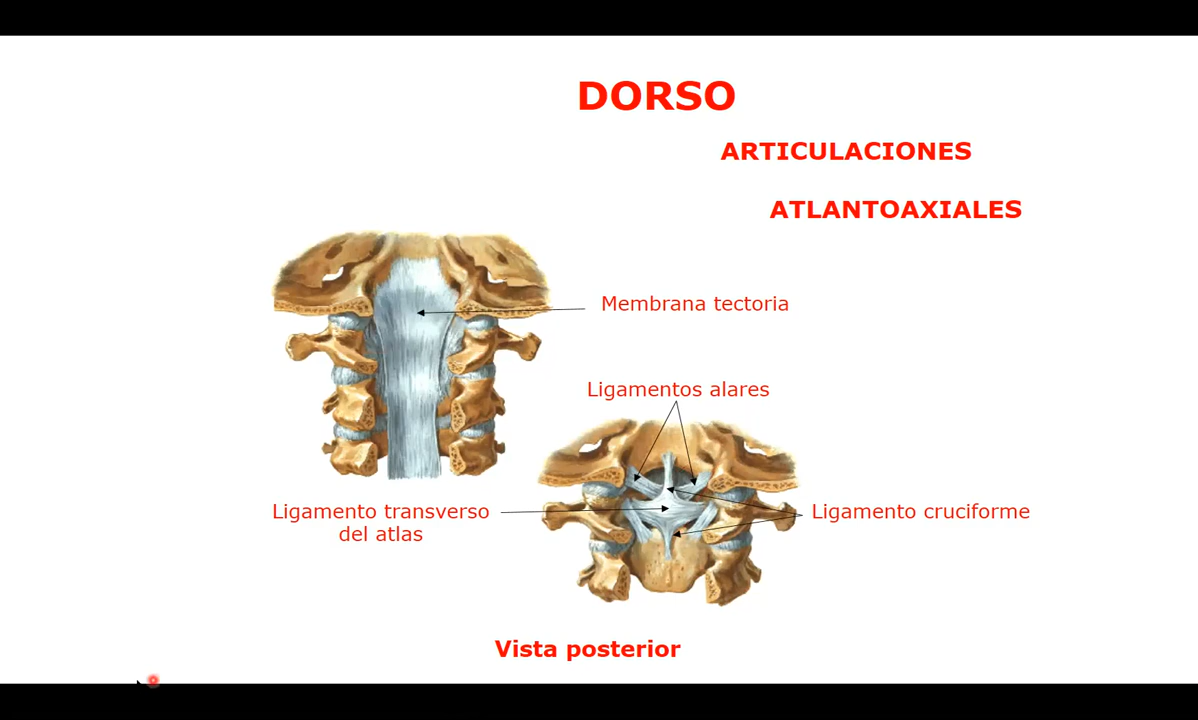 DORSO
ARTICULACIONES
ATLANTOAXIALES
Membrana tectoria
Ligamentos alares
Ligamento transverso
del atlas
Ligamento cruciforme
Vista posterior